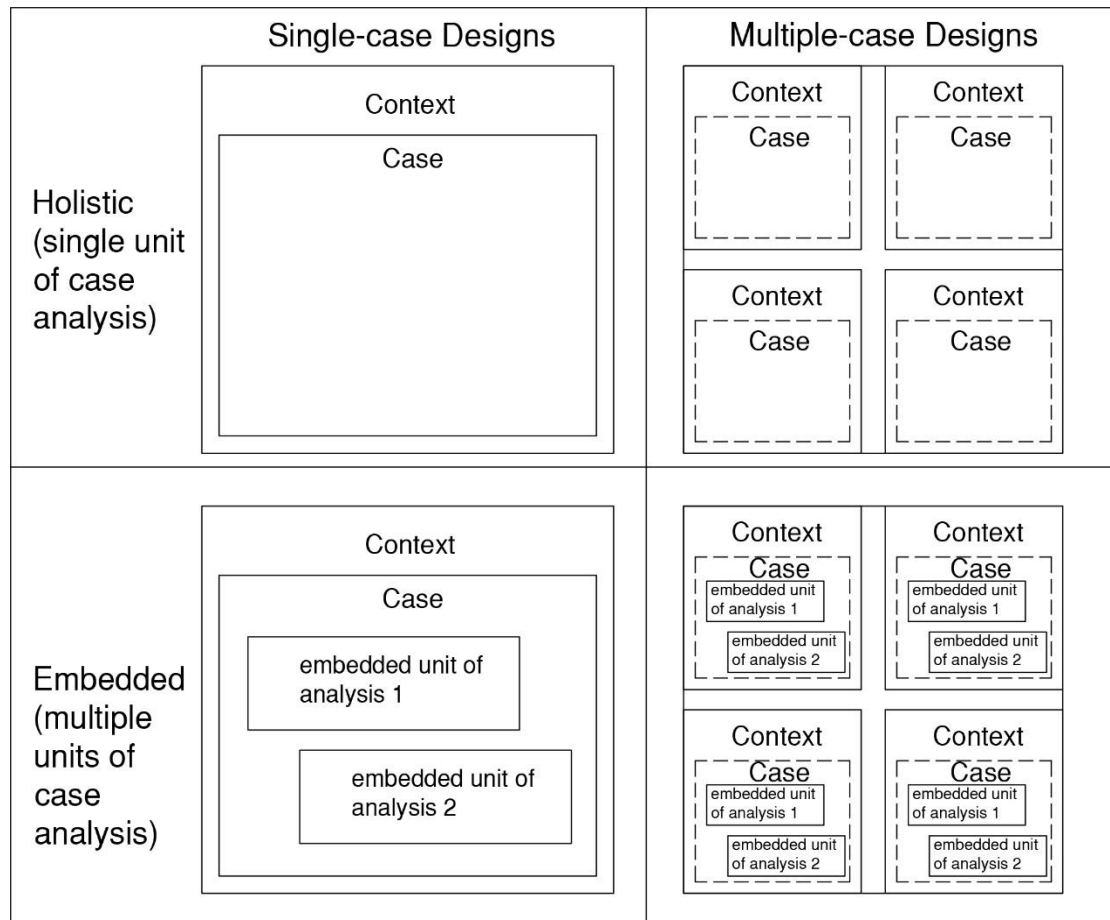 Single-case Designs
Multiple-case Designs
Holistic
(single unit
of case
analysis)
Context
Case
Context
Case
Context
Case
Context
Case
Context
Case
Embedded
(multiple
units of
case
analysis)
Context
Case
embedded unit of
analysis 1
embedded unit of
analysis 2
Context
Case
embedded unit
of analysis 1
embedded unit
of analysis 2
Context
Case
embedded unit
of analysis 1
embedded unit
of analysis 2
Context
Case
embedded unit
of analysis 1
embedded unit
of analysis 2
Context
Case
embedded unit
of analysis 1
embedded unit
of analysis 2